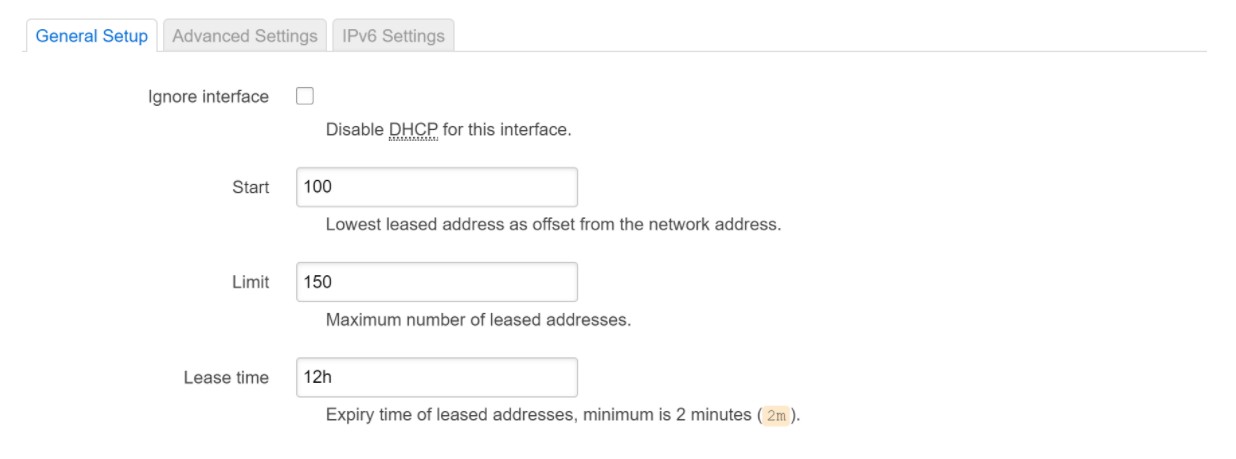 General Setup Advanced Settings IPv6 Settings
Ignore interface
Disable DHCP for this interface.
Start 100
Lowest leased address as offset from the network address.
Limit 150
Maximum number of leased addresses.
Lease time 12h
Expiry time of leased addresses, minimum is 2 minutes ( 2m ).